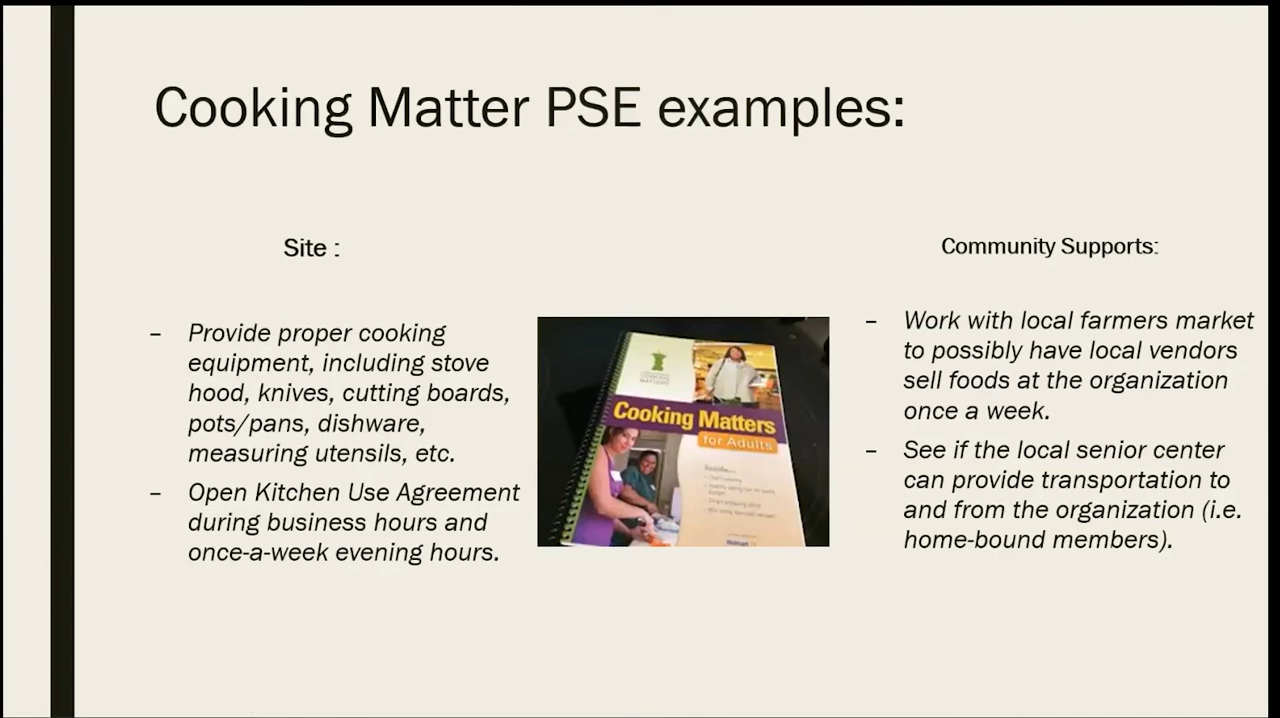 Cooking Matter PSE examples:
Site :
– Provide proper cooking
equipment, including stove
hood, knives, cutting boards,
pots/pans, dishware,
measuring utensils, etc.
– Open Kitchen Use Agreement
during business hours and
once-a-week evening hours.
Cooking Matters
for Adults
Community Supports:
– Work with local farmers market
to possibly have local vendors
sell foods at the organization
once a week.
– See if the local senior center
can provide transportation to
and from the organization (i.e.
home-bound members).